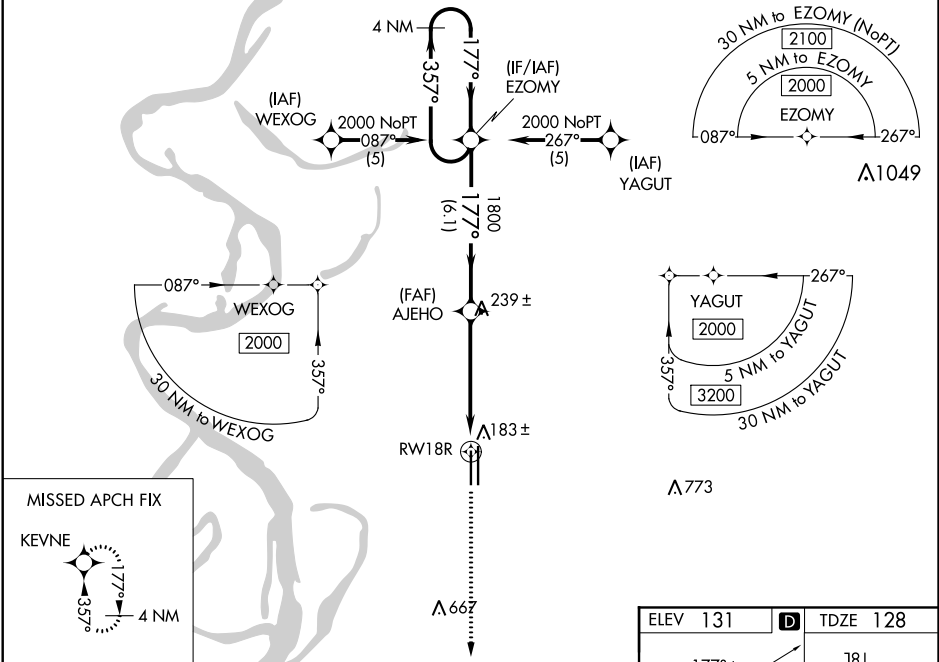 4 NM
357°
177°
(IF/IAF)
EZOMY
(IAF)
WEXOG
2000 NoPT
087°
(5)
2000 NoPT
267°
(5)
(IAF)
YAGUT
30 NM to EZOMY (NoPT)
2100
5 NM to EZOMY
2000
EZOMY
087°
267°
1049
1800
177°
(6.1)
087°
WEXOG
2000
357°
30 NM to WEXOG
(FAF)
AJEHO
239 ±
267°
YAGUT
2000
5 NM to YAGUT
357°
3200
30 NM to YAGUT
RW18R
183 ±
773
MISSED APCH FIX
KEVNE
177°
357°
4 NM
667
ELEV 131
D
TDZE 128